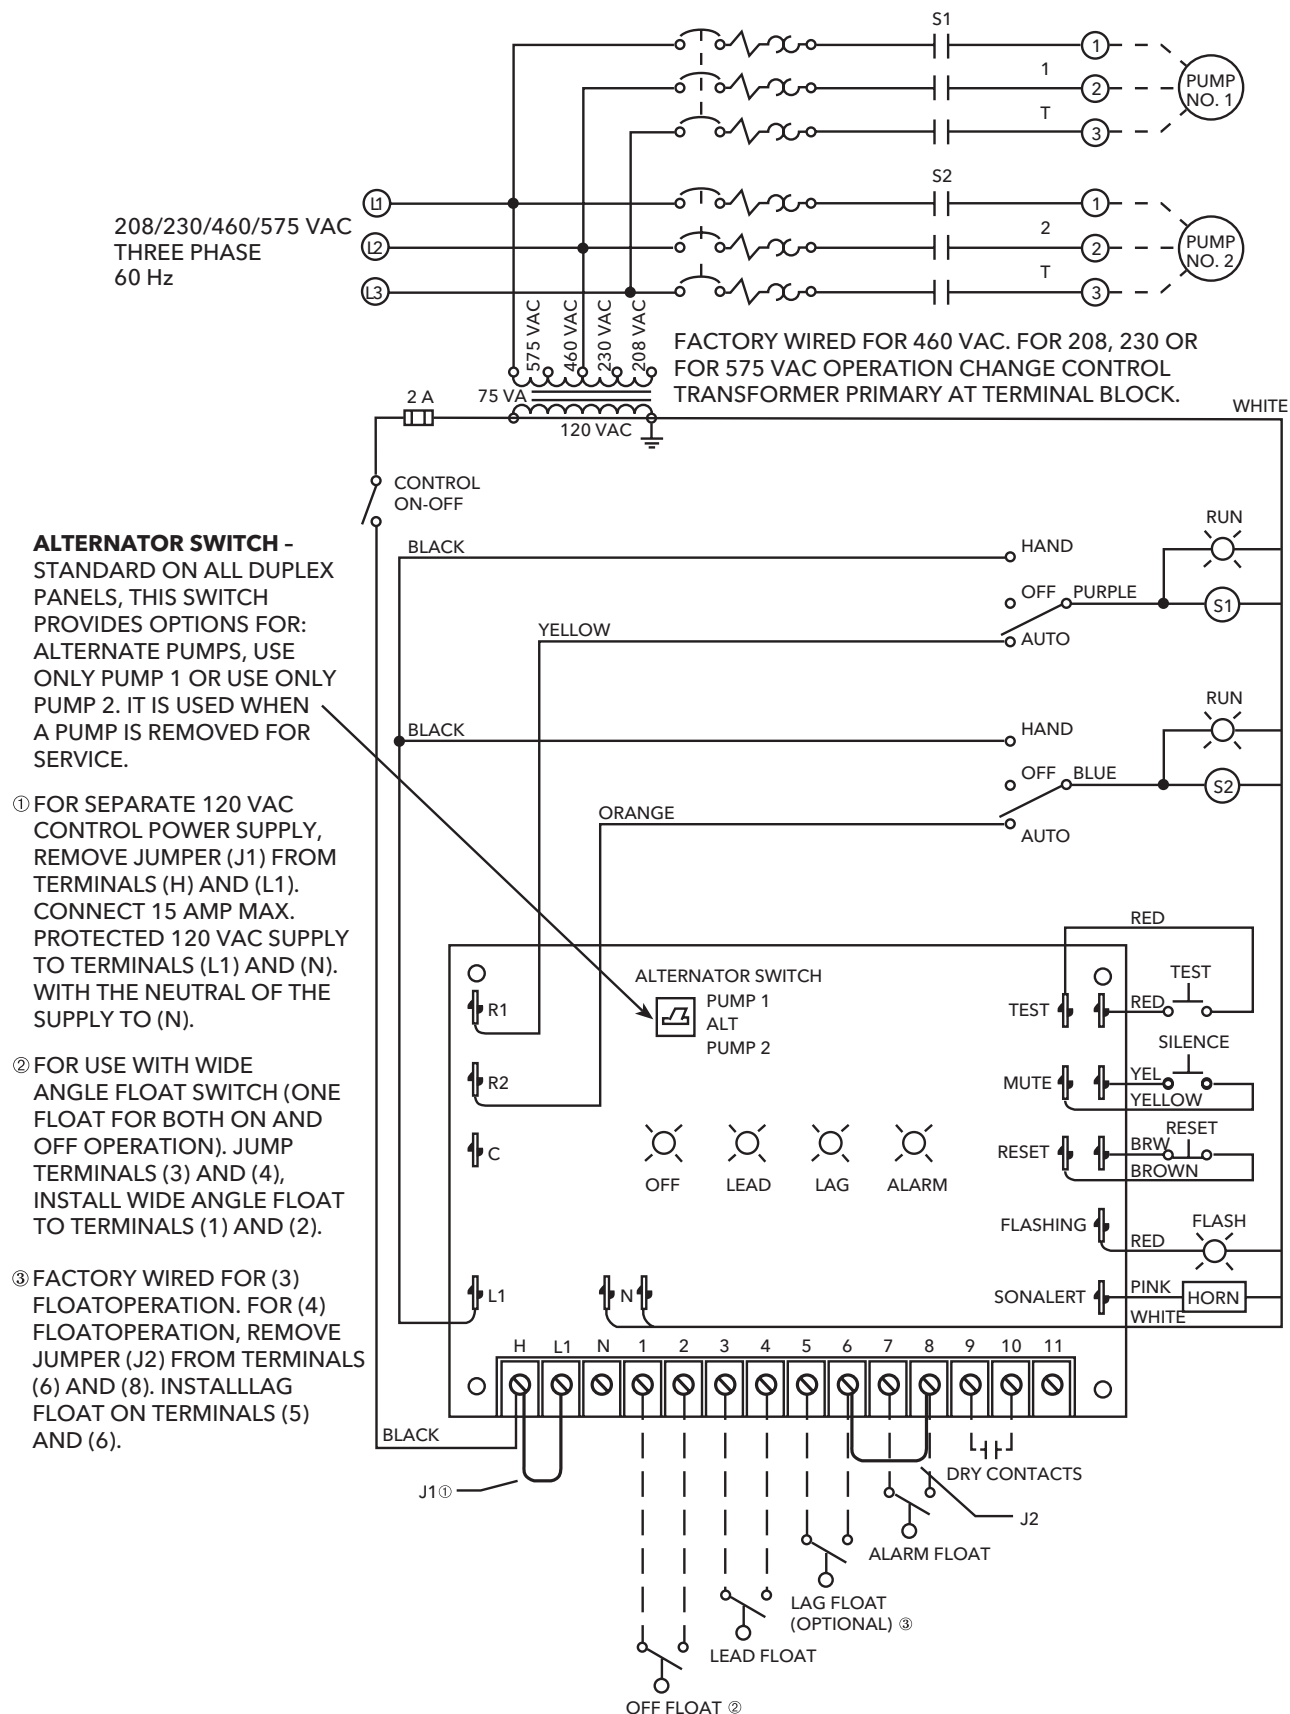 S1
1
1
2
PUMP
NO. 1
T
3
S2
208/230/460/575 VAC
THREE PHASE
60 Hz
L1
L2
L3
1
2
2
PUMP
NO. 2
T
3
575 VAC
460 VAC
230 VAC
208 VAC
FACTORY WIRED FOR 460 VAC. FOR 208, 230 OR
FOR 575 VAC OPERATION CHANGE CONTROL
TRANSFORMER PRIMARY AT TERMINAL BLOCK.
2 A
75 VA
120 VAC
WHITE
CONTROL
ON-OFF
ALTERNATOR SWITCH –
STANDARD ON ALL DUPLEX
PANELS, THIS SWITCH
PROVIDES OPTIONS FOR:
ALTERNATE PUMPS, USE
ONLY PUMP 1 OR USE ONLY
PUMP 2. IT IS USED WHEN
A PUMP IS REMOVED FOR
SERVICE.
① FOR SEPARATE 120 VAC
CONTROL POWER SUPPLY,
REMOVE JUMPER (J1) FROM
TERMINALS (H) AND (L1).
CONNECT 15 AMP MAX.
PROTECTED 120 VAC SUPPLY
TO TERMINALS (L1) AND (N).
WITH THE NEUTRAL OF THE
SUPPLY TO (N).
② FOR USE WITH WIDE
ANGLE FLOAT SWITCH (ONE
FLOAT FOR BOTH ON AND
OFF OPERATION). JUMP
TERMINALS (3) AND (4),
INSTALL WIDE ANGLE FLOAT
TO TERMINALS (1) AND (2).
③ FACTORY WIRED FOR (3)
FLOATOPERATION. FOR (4)
FLOATOPERATION, REMOVE
JUMPER (J2) FROM TERMINALS
(6) AND (8). INSTALLLAG
FLOAT ON TERMINALS (5)
AND (6).
BLACK
HAND
RUN
OFF
PURPLE
S1
YELLOW
AUTO
BLACK
HAND
RUN
OFF
BLUE
S2
ORANGE
AUTO
RED
ALTERNATOR SWITCH
PUMP 1
ALT
PUMP 2
R1
R2
C
L1
N
OFF
LEAD
LAG
ALARM
TEST
RED
TEST
SILENCE
MUTE
YEL
YELLOW
RESET
RESET
BRW
BROWN
FLASHING
FLASH
RED
SONALERT
PINK
HORN
WHITE
H L1 N 1 2 3 4 5 6 7 8 9 10 11
BLACK
J1①
DRY CONTACTS
J2
ALARM FLOAT
LAG FLOAT
(OPTIONAL) ③
LEAD FLOAT
OFF FLOAT ②